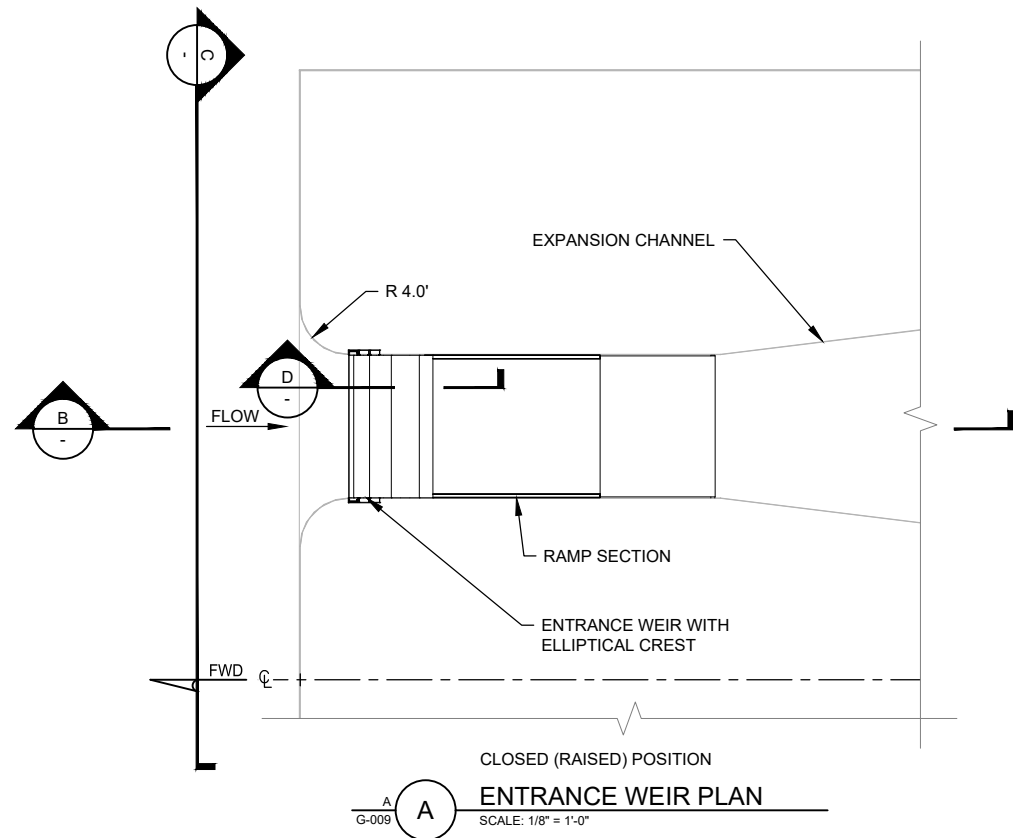 C
-
EXPANSION CHANNEL
R 4.0'
D
-
B
-
FLOW
RAMP SECTION
ENTRANCE WEIR WITH
ELLIPTICAL CREST
FWD
℄
CLOSED (RAISED) POSITION
A
G-009
A
ENTRANCE WEIR PLAN
SCALE: 1/8" = 1'-0"